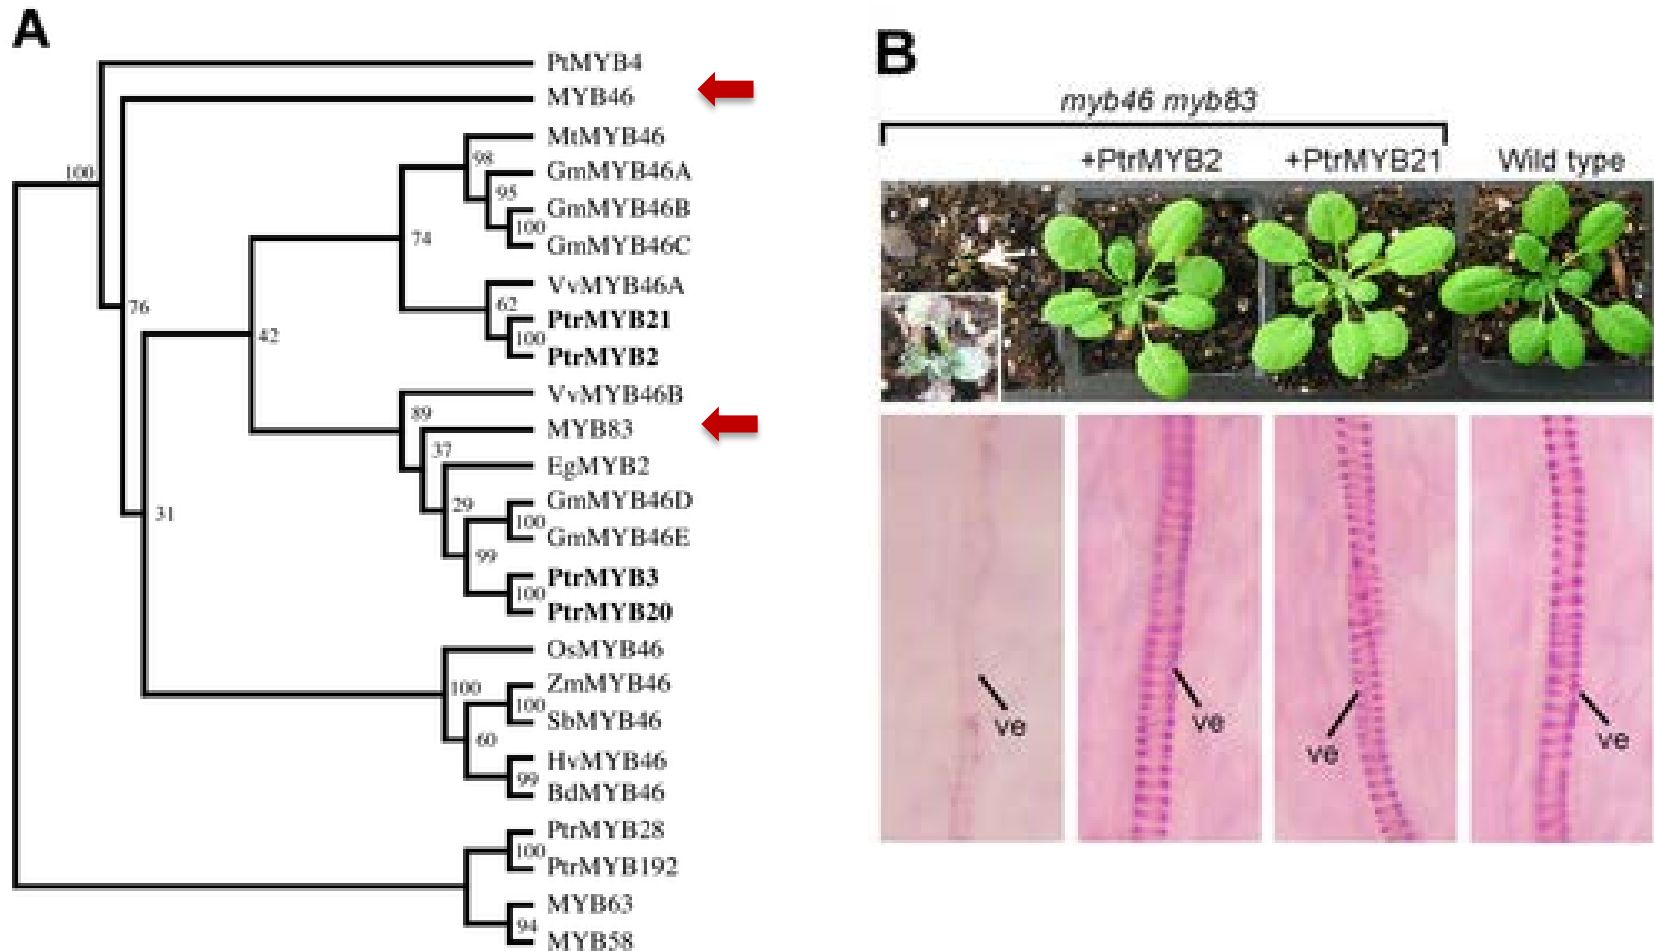 A
PtMYB4
MYB46
MtMYB46
98
GmMYB46A
95
GmMYB46B
100
GmMYB46C
74
VvMYB46A
62
PtrMYB21
100
PtrMYB2
42
VvMYB46B
89
MYB83
37
EgMYB2
29
GmMYB46D
100
GmMYB46E
99
PtrMYB3
100
PtrMYB20
100
76
31
OsMYB46
100
ZmMYB46
100
SbMYB46
60
HvMYB46
99
BdMYB46
PtrMYB28
100
PtrMYB192
MYB63
94
MYB58
B
myb46 myb83
+PtrMYB2 +PtrMYB21 Wild type
ve ve ve ve